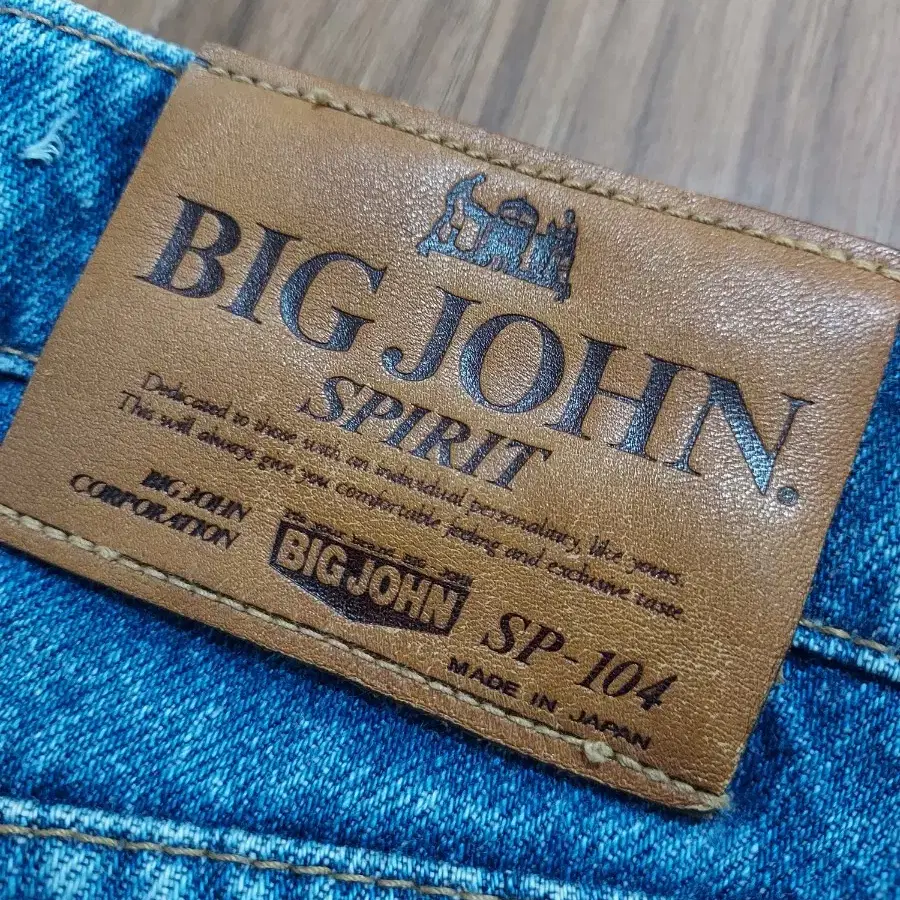 BIG JOHN.
SPIRIT
Dedicated to those with an individual personality, like yours.
This will always give you comfortable feeling and exclusive taste
BIG JOHN
CORPORATION
BIG JOHN
SP-104
MADE IN JAPAN